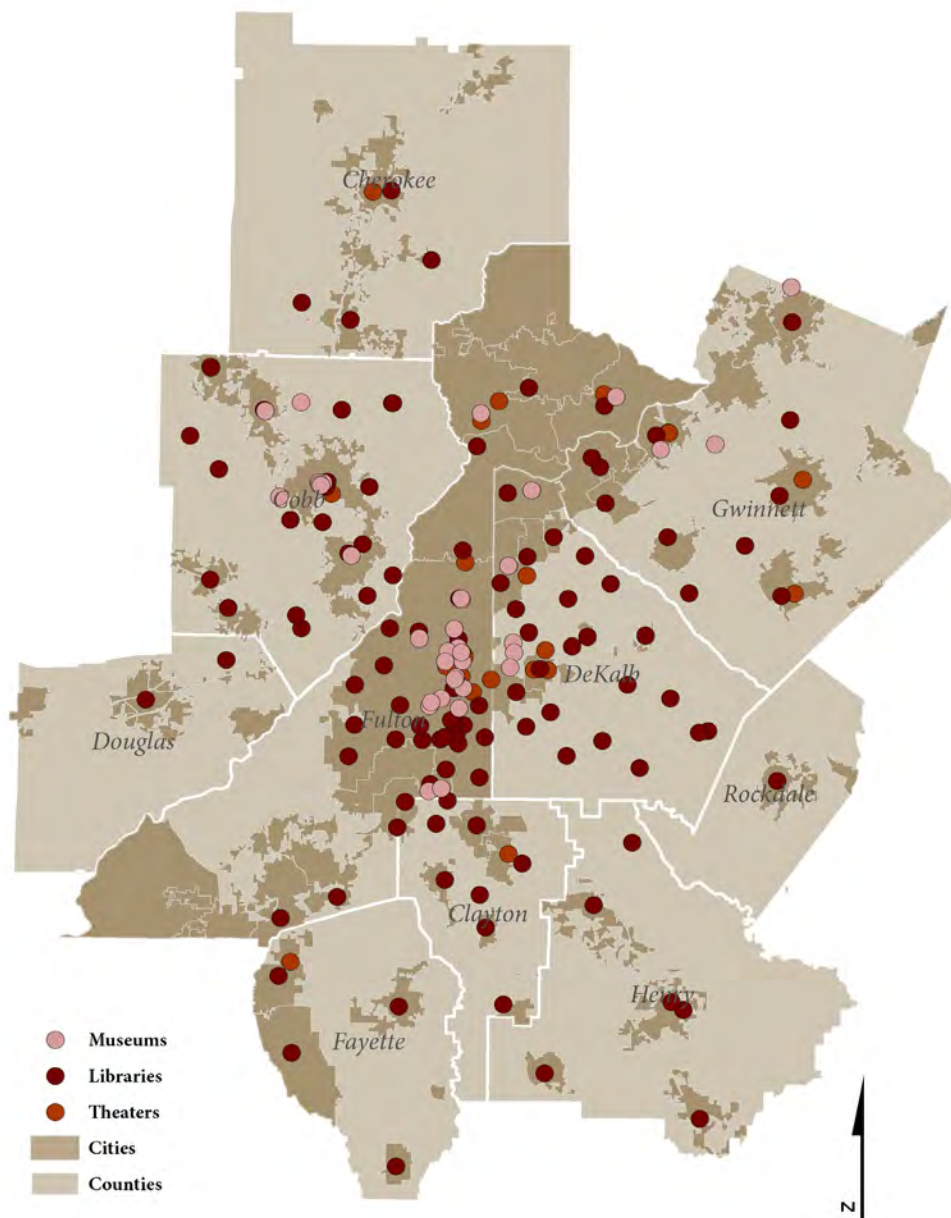 Cherokee
Cobb
Gwinnett
DeKalb
Fulton
Douglas
Rockdale
Clayton
Henry
Fayette
Museums
Libraries
Theaters
Cities
Counties
N